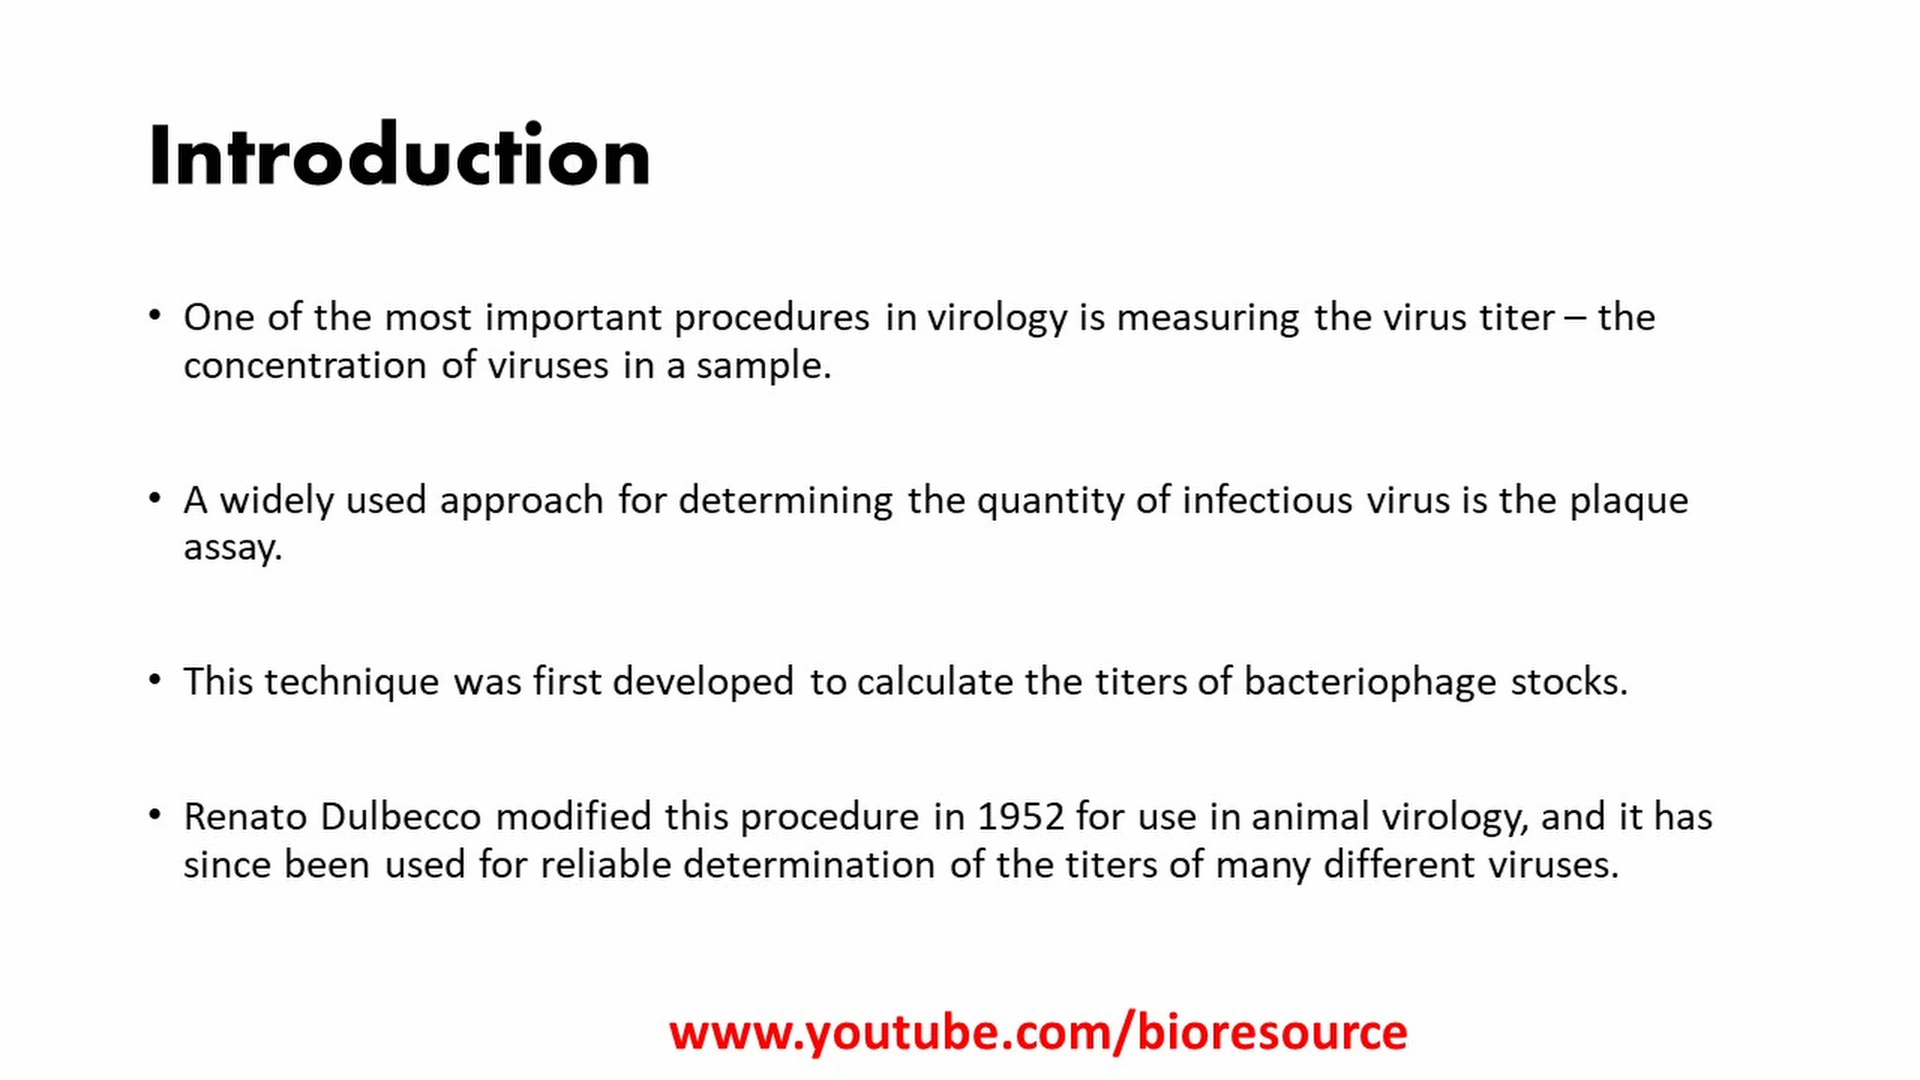 Introduction
• One of the most important procedures in virology is measuring the virus titer – the
concentration of viruses in a sample.
• A widely used approach for determining the quantity of infectious virus is the plaque
assay.
• This technique was first developed to calculate the titers of bacteriophage stocks.
• Renato Dulbecco modified this procedure in 1952 for use in animal virology, and it has
since been used for reliable determination of the titers of many different viruses.
www.youtube.com/bioresource